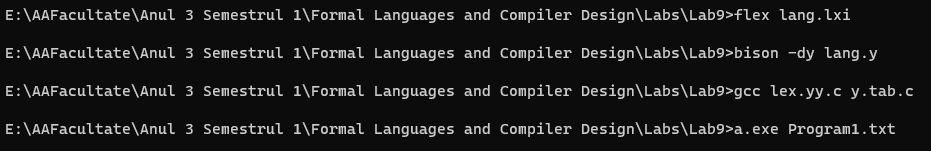 E:\AAFacultate\Anul 3 Semestrul 1\Formal Languages and Compiler Design\Labs\Lab9>flex lang.lxi
E:\AAFacultate\Anul 3 Semestrul 1\Formal Languages and Compiler Design\Labs\Lab9>bison -dy lang.y
E:\AAFacultate\Anul 3 Semestrul 1\Formal Languages and Compiler Design\Labs\Lab9>gcc lex.yy.c y.tab.c
E:\AAFacultate\Anul 3 Semestrul 1\Formal Languages and Compiler Design\Labs\Lab9>a.exe Program1.txt